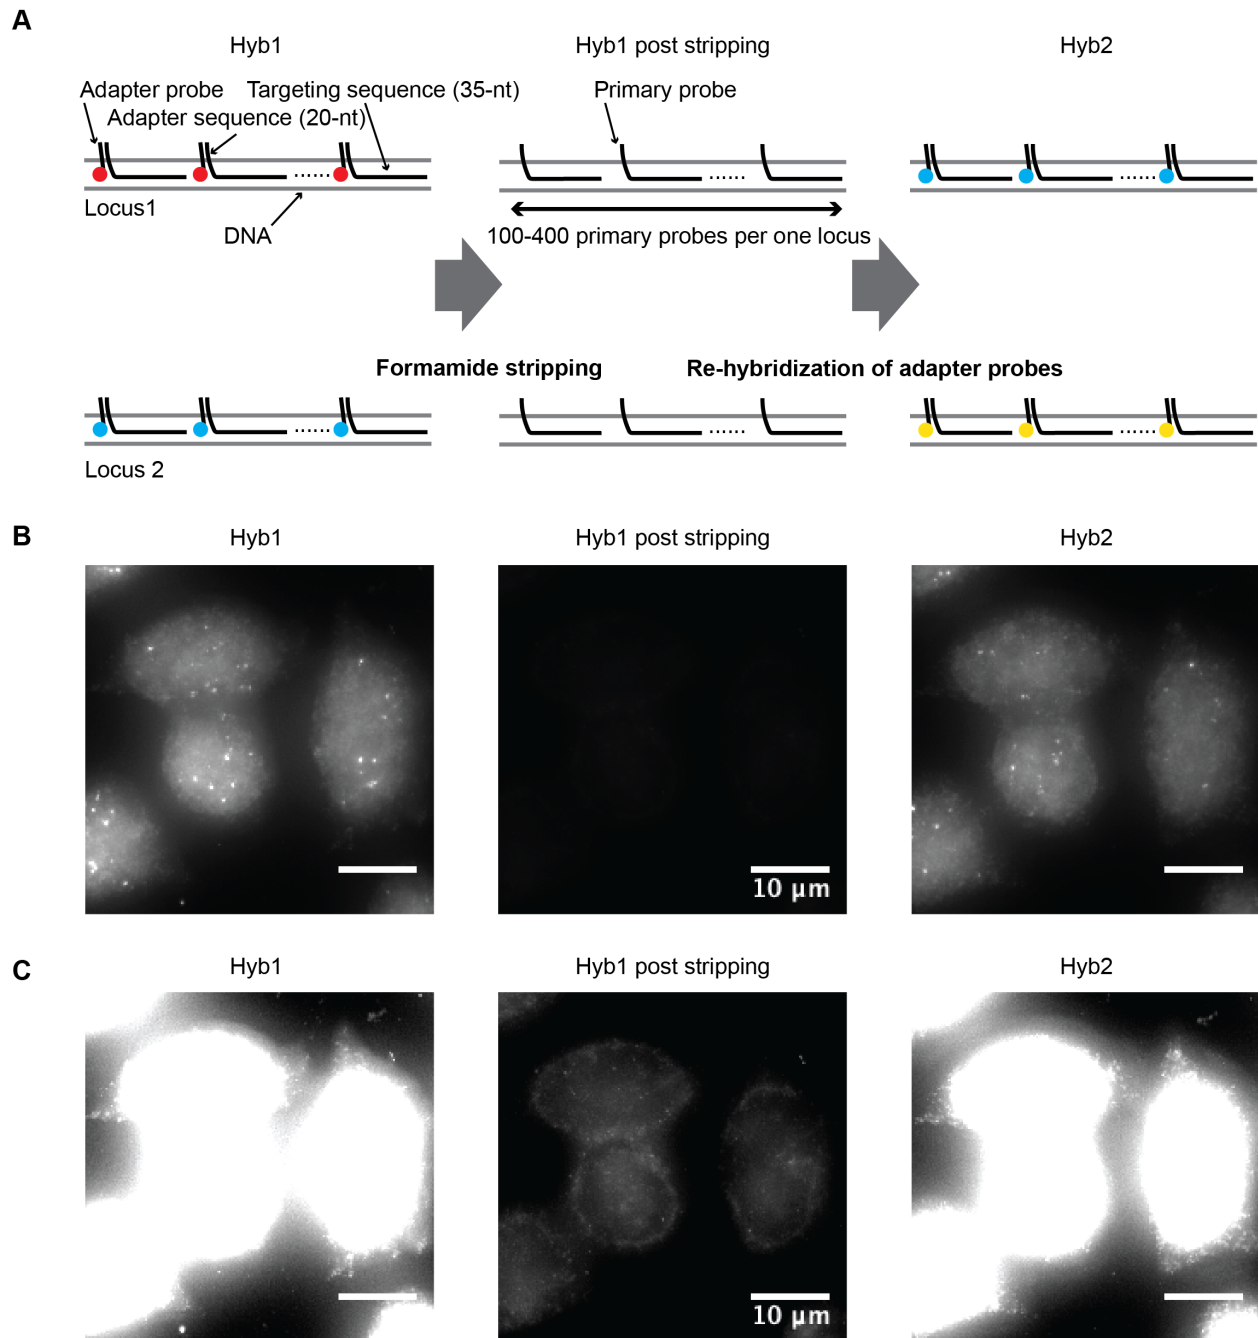 A
Hyb1
Hyb1 post stripping
Hyb2
Adapter probe
Targeting sequence (35-nt)
Primary probe
Adapter sequence (20-nt)
Locus1
DNA
100-400 primary probes per one locus
Formamide stripping
Re-hybridization of adapter probes
Locus 2
B
Hyb1
Hyb1 post stripping
Hyb2
10 µm
C
Hyb1
Hyb1 post stripping
Hyb2
10 µm